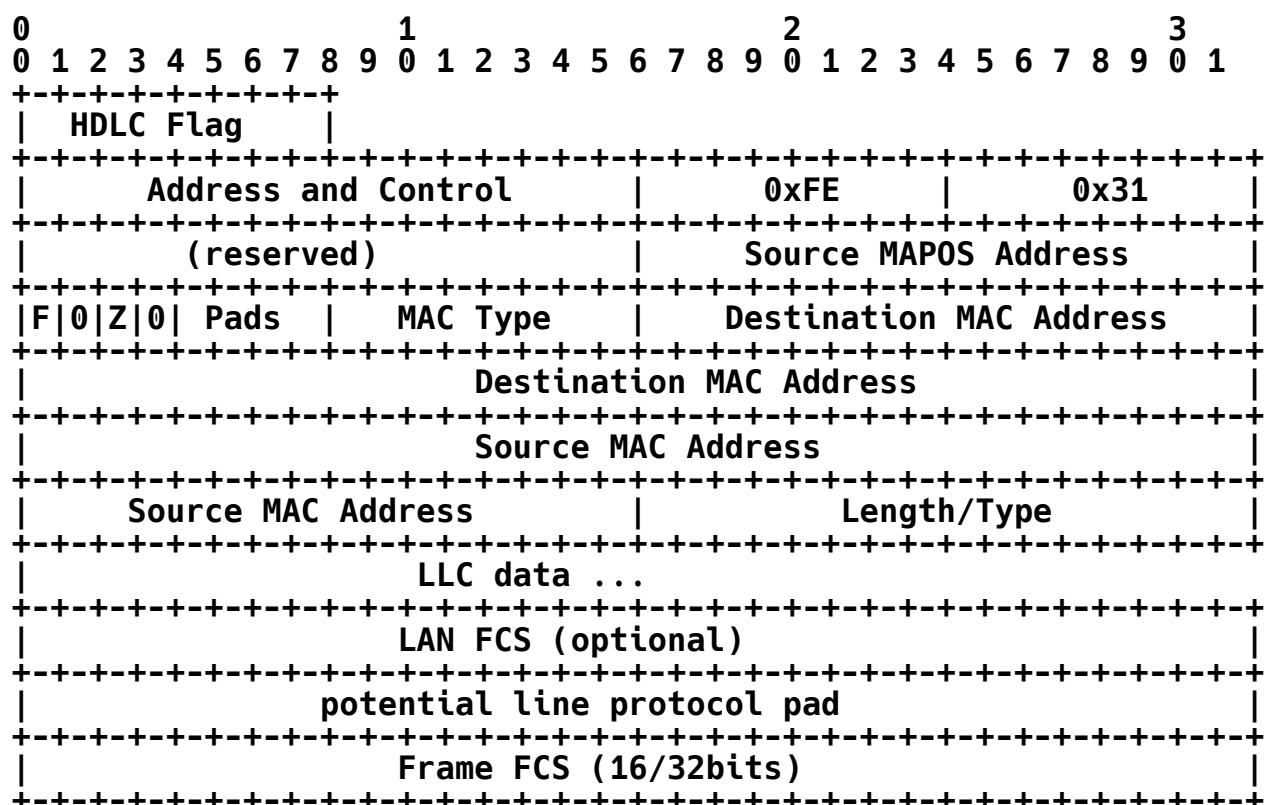 0                   1                   2                   3
0 1 2 3 4 5 6 7 8 9 0 1 2 3 4 5 6 7 8 9 0 1 2 3 4 5 6 7 8 9 0 1
+-+-+-+-+-+-+-+-+
|  HDLC Flag    |
+-+-+-+-+-+-+-+-+-+-+-+-+-+-+-+-+-+-+-+-+-+-+-+-+-+-+-+-+-+-+-+-+
|      Address and Control      |      0xFE     |      0x31     |
+-+-+-+-+-+-+-+-+-+-+-+-+-+-+-+-+-+-+-+-+-+-+-+-+-+-+-+-+-+-+-+-+
|        (reserved)             |     Source MAPOS Address      |
+-+-+-+-+-+-+-+-+-+-+-+-+-+-+-+-+-+-+-+-+-+-+-+-+-+-+-+-+-+-+-+-+
|F|0|Z|0| Pads  |   MAC Type    |    Destination MAC Address    |
+-+-+-+-+-+-+-+-+-+-+-+-+-+-+-+-+-+-+-+-+-+-+-+-+-+-+-+-+-+-+-+-+
|                       Destination MAC Address                 |
+-+-+-+-+-+-+-+-+-+-+-+-+-+-+-+-+-+-+-+-+-+-+-+-+-+-+-+-+-+-+-+-+
|                       Source MAC Address                      |
+-+-+-+-+-+-+-+-+-+-+-+-+-+-+-+-+-+-+-+-+-+-+-+-+-+-+-+-+-+-+-+-+
|     Source MAC Address        |          Length/Type          |
+-+-+-+-+-+-+-+-+-+-+-+-+-+-+-+-+-+-+-+-+-+-+-+-+-+-+-+-+-+-+-+-+
|                    LLC data ...
+-+-+-+-+-+-+-+-+-+-+-+-+-+-+-+-+-+-+-+-+-+-+-+-+-+-+-+-+-+-+-+-+
|                   LAN FCS (optional)                          |
+-+-+-+-+-+-+-+-+-+-+-+-+-+-+-+-+-+-+-+-+-+-+-+-+-+-+-+-+-+-+-+-+
|               potential line protocol pad                     |
+-+-+-+-+-+-+-+-+-+-+-+-+-+-+-+-+-+-+-+-+-+-+-+-+-+-+-+-+-+-+-+-+
|                   Frame FCS (16/32bits)                       |
+-+-+-+-+-+-+-+-+-+-+-+-+-+-+-+-+-+-+-+-+-+-+-+-+-+-+-+-+-+-+-+-+